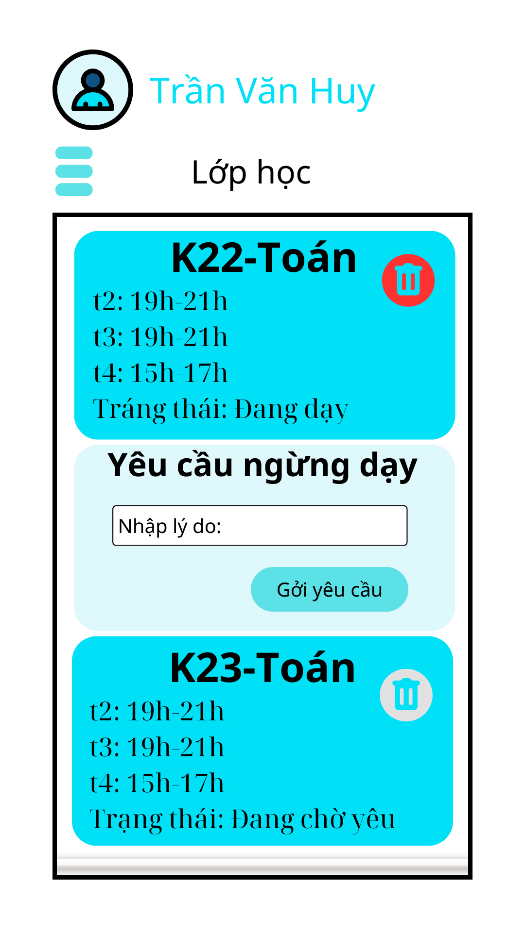 Trần Văn Huy
Lớp học
K22-Toán
t2: 19h-21h
t3: 19h-21h
t4: 15h-17h
Tráng thái: Đang dạy
Yêu cầu ngừng dạy
Nhập lý do:
Gởi yêu cầu
K23-Toán
t2: 19h-21h
t3: 19h-21h
t4: 15h-17h
Trạng thái: Đang chờ yêu